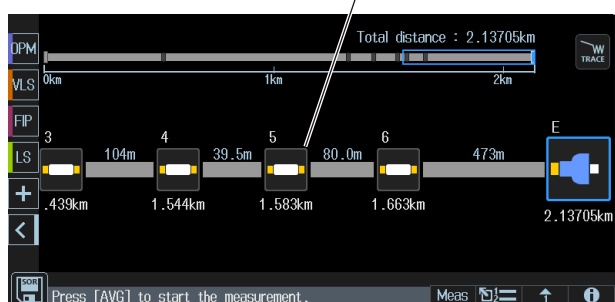 Total distance : 2.13705km
OPM
W
TRACE
VLS
0km 1km 2km
FIP
3 4 5 6 E
LS
104m 39.5m 80.0m 473m
+
.439km 1.544km 1.583km 1.663km 2.13705km
<
SOR
Press [AVG] to start the measurement. Meas